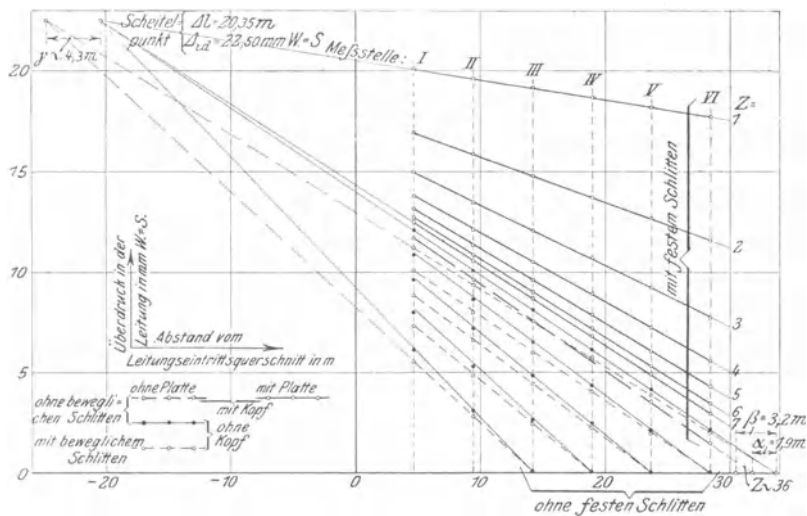 Scheitel- { Δl = 20,35 m
punkt { Δ_id = 22,50 mm W.=S
γ ~ 4,3 m
Meßstelle: I II III IV V VI Z=
20
15
10
5
0
1
2
3
4
5
6
7
mit festem Schlitten
Überdruck in der
Leitung in mm W.=S.
Abstand vom
Leitungseintrittsquerschnitt in m
ohne Platte mit Platte
ohne bewegli=
chen Schlitten
mit Kopf
ohne
Kopf
mit beweglichem
Schlitten
β = 3,2 m
α = 1,9 m
Z ~ 36
-20 -10 0 10 20 30
ohne festen Schlitten